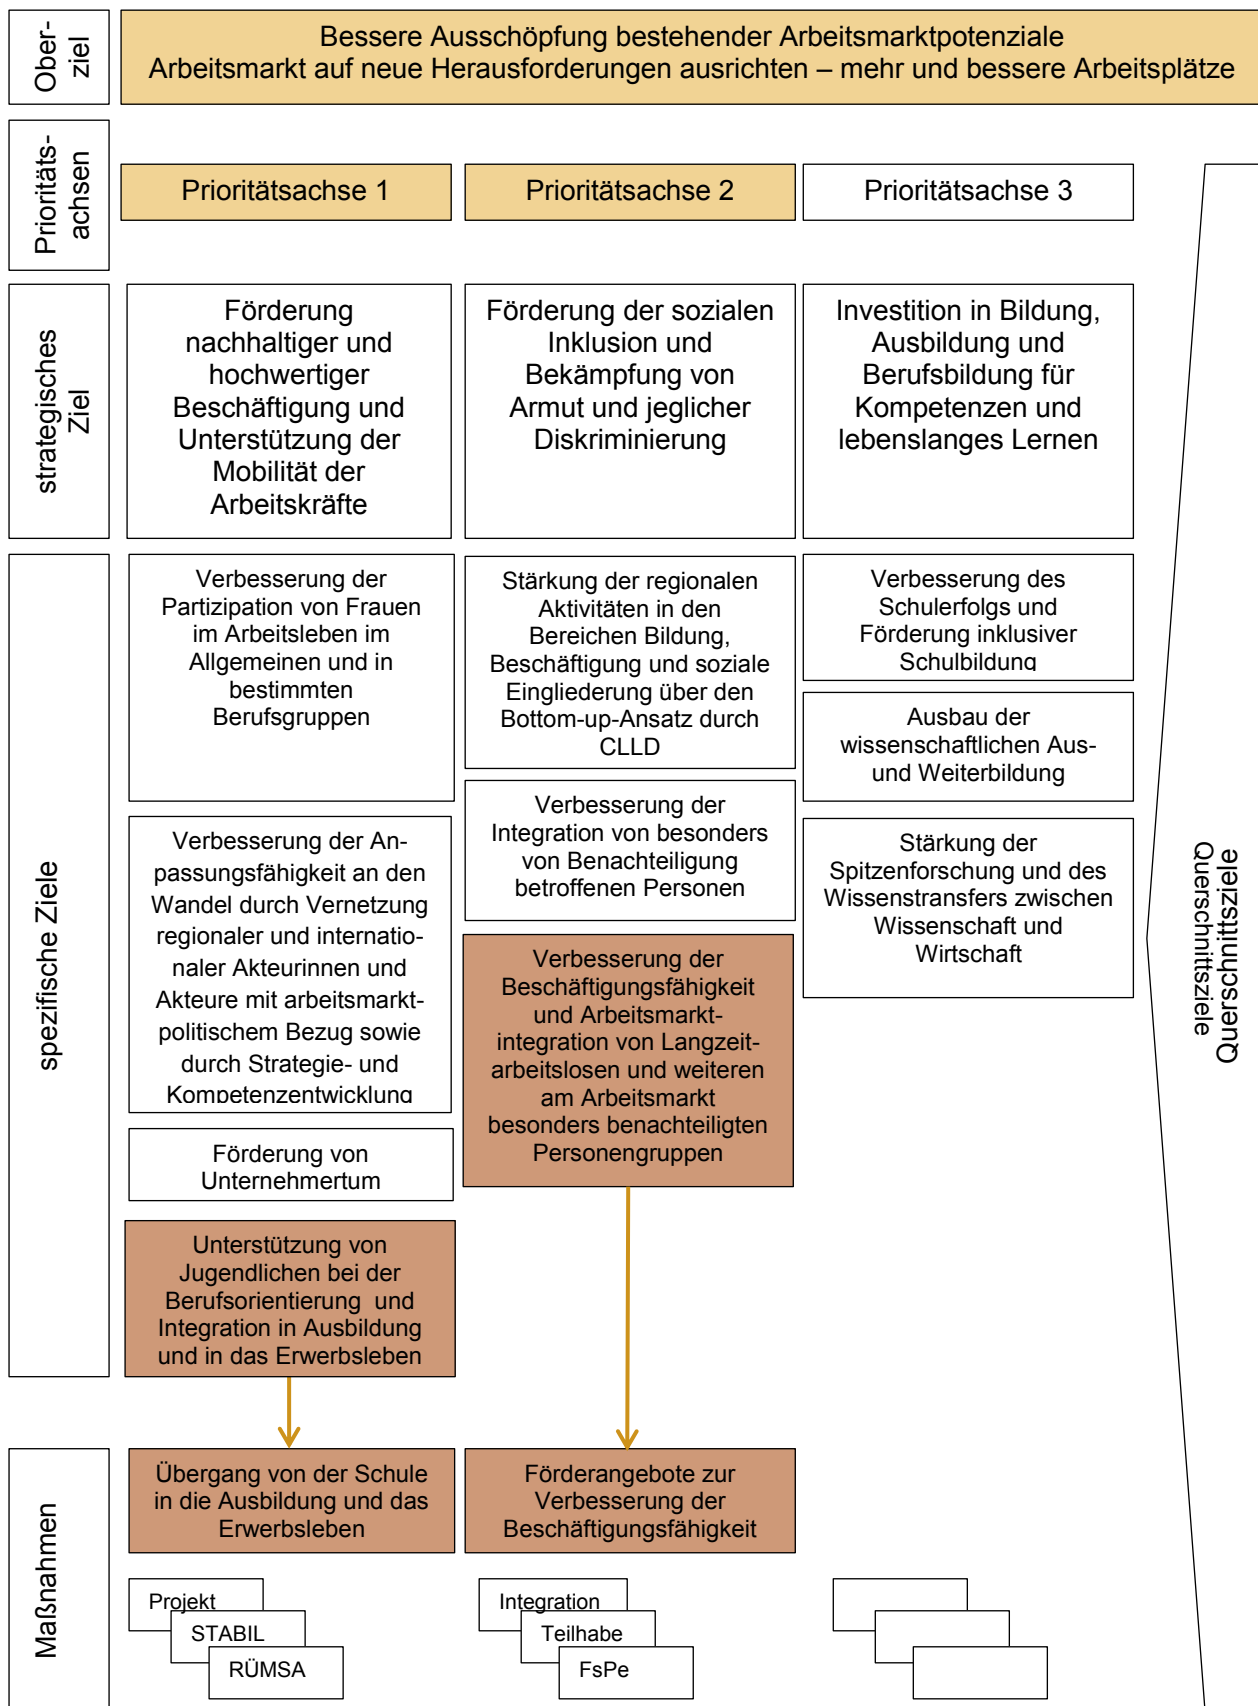 Ober-
ziel
Bessere Ausschöpfung bestehender Arbeitsmarktpotenziale
Arbeitsmarkt auf neue Herausforderungen ausrichten – mehr und bessere Arbeitsplätze
Prioritäts-
achsen
Prioritätsachse 1
Prioritätsachse 2
Prioritätsachse 3
strategisches
Ziel
Förderung
nachhaltiger und
hochwertiger
Beschäftigung und
Unterstützung der
Mobilität der
Arbeitskräfte
Förderung der sozialen
Inklusion und
Bekämpfung von
Armut und jeglicher
Diskriminierung
Investition in Bildung,
Ausbildung und
Berufsbildung für
Kompetenzen und
lebenslanges Lernen
spezifische Ziele
Verbesserung der
Partizipation von Frauen
im Arbeitsleben im
Allgemeinen und in
bestimmten
Berufsgruppen
Verbesserung der An-
passungsfähigkeit an den
Wandel durch Vernetzung
regionaler und internatio-
naler Akteurinnen und
Akteure mit arbeitsmarkt-
politischem Bezug sowie
durch Strategie- und
Kompetenzentwicklung
Förderung von
Unternehmertum
Unterstützung von
Jugendlichen bei der
Berufsorientierung und
Integration in Ausbildung
und in das Erwerbsleben
Stärkung der regionalen
Aktivitäten in den
Bereichen Bildung,
Beschäftigung und soziale
Eingliederung über den
Bottom-up-Ansatz durch
CLLD
Verbesserung der
Integration von besonders
von Benachteiligung
betroffenen Personen
Verbesserung der
Beschäftigungsfähigkeit
und Arbeitsmarkt-
integration von Langzeit-
arbeitslosen und weiteren
am Arbeitsmarkt
besonders benachteiligten
Personengruppen
Verbesserung des
Schulerfolgs und
Förderung inklusiver
Schulbildung
Ausbau der
wissenschaftlichen Aus-
und Weiterbildung
Stärkung der
Spitzenforschung und des
Wissenstransfers zwischen
Wissenschaft und
Wirtschaft
Querschnittsziele
Querschnittsziele
Maßnahmen
Übergang von der Schule
in die Ausbildung und das
Erwerbsleben
Förderangebote zur
Verbesserung der
Beschäftigungsfähigkeit
Projekt
STABIL
RÜMSA
Integration
Teilhabe
FsPe